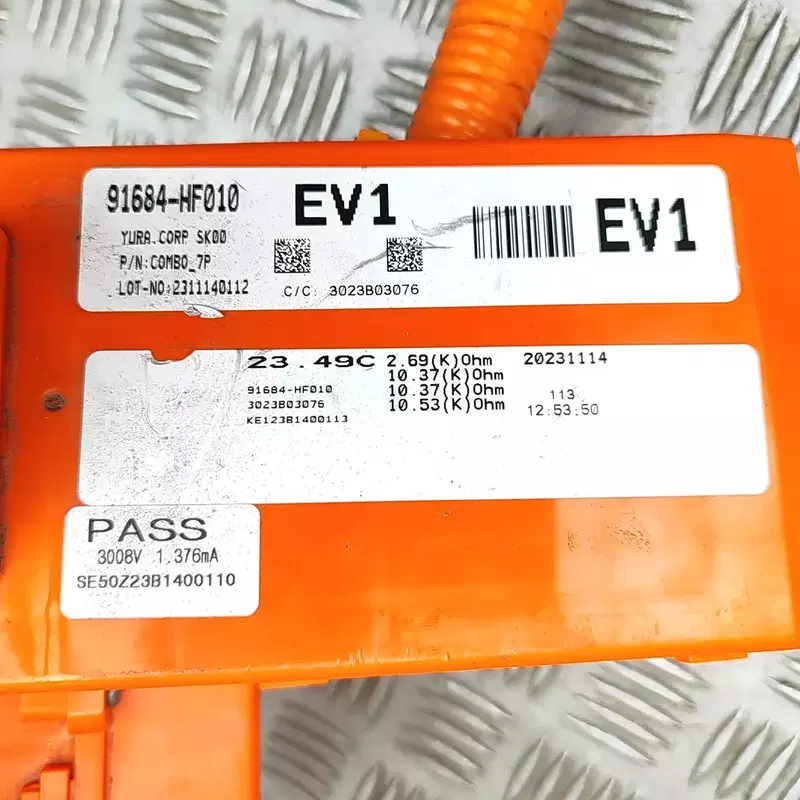 91684-HF010
EV1
EV1
YURA.CORP SK00
P/N:COMBO_7P
LOT-NO:2311140112
C/C: 3023B03076
23.49C 2.69(K)Ohm 20231114
10.37(K)Ohm
91684-HF010 10.37(K)Ohm 113
3023B03076 10.53(K)Ohm 12:53:50
KE123B1400113
PASS
3008V 1.376mA
SE50Z23B1400110